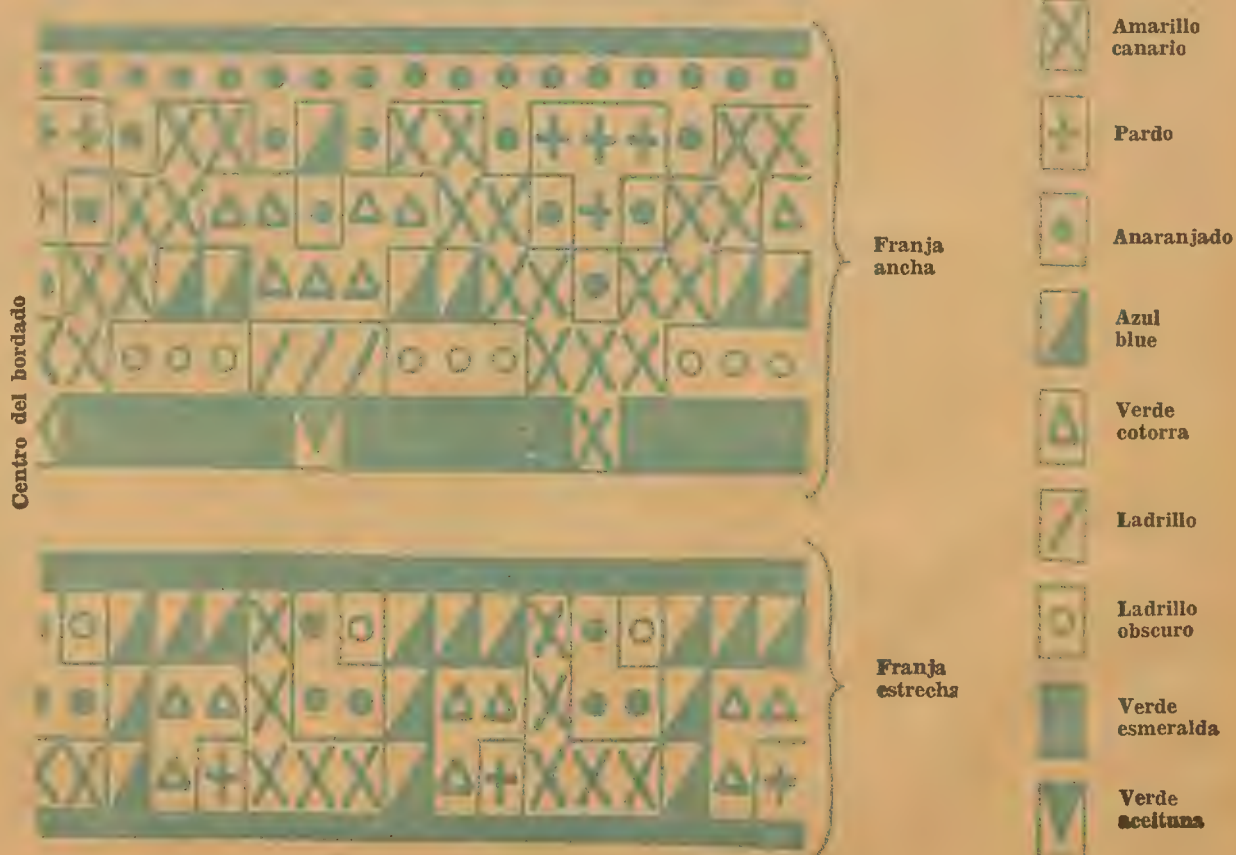 Centro del bordado
Franja
ancha
Franja
estrecha
Amarillo
canario
Pardo
Anaranjado
Azul
blue
Verde
cotorra
Ladrillo
Ladrillo
obscuro
Verde
esmeralda
Verde
aceituna